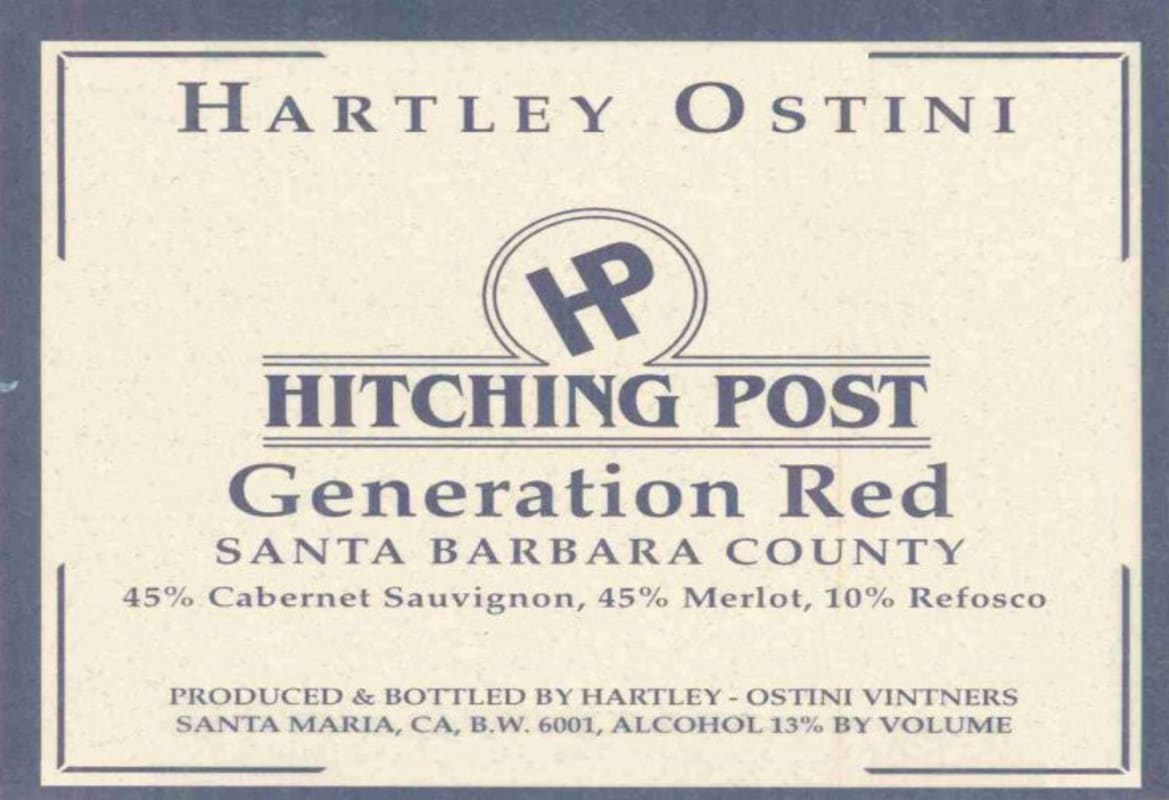 HARTLEY OSTINI
HP
HITCHING POST
Generation Red
SANTA BARBARA COUNTY
45% Cabernet Sauvignon, 45% Merlot, 10% Refosco
PRODUCED & BOTTLED BY HARTLEY - OSTINI VINTNERS
SANTA MARIA, CA, B.W. 6001, ALCOHOL 13% BY VOLUME